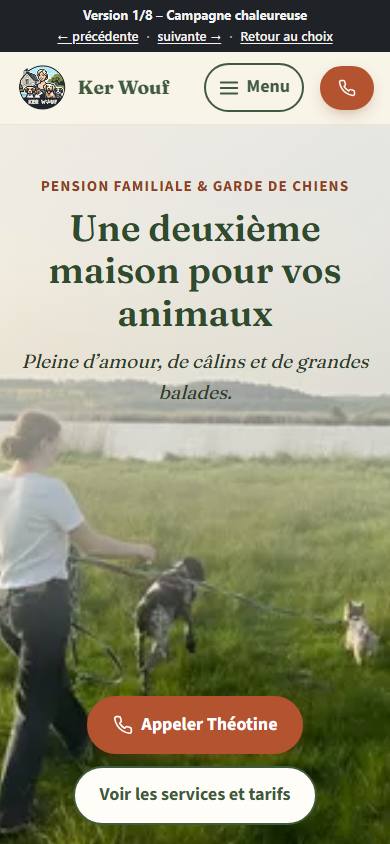 Version 1/8 – Campagne chaleureuse
← précédente · suivante → · Retour au choix
KER WOUF
Ker Wouf
Menu
PENSION FAMILIALE & GARDE DE CHIENS
Une deuxième
maison pour vos
animaux
Pleine d’amour, de câlins et de grandes
balades.
Appeler Théotine
Voir les services et tarifs